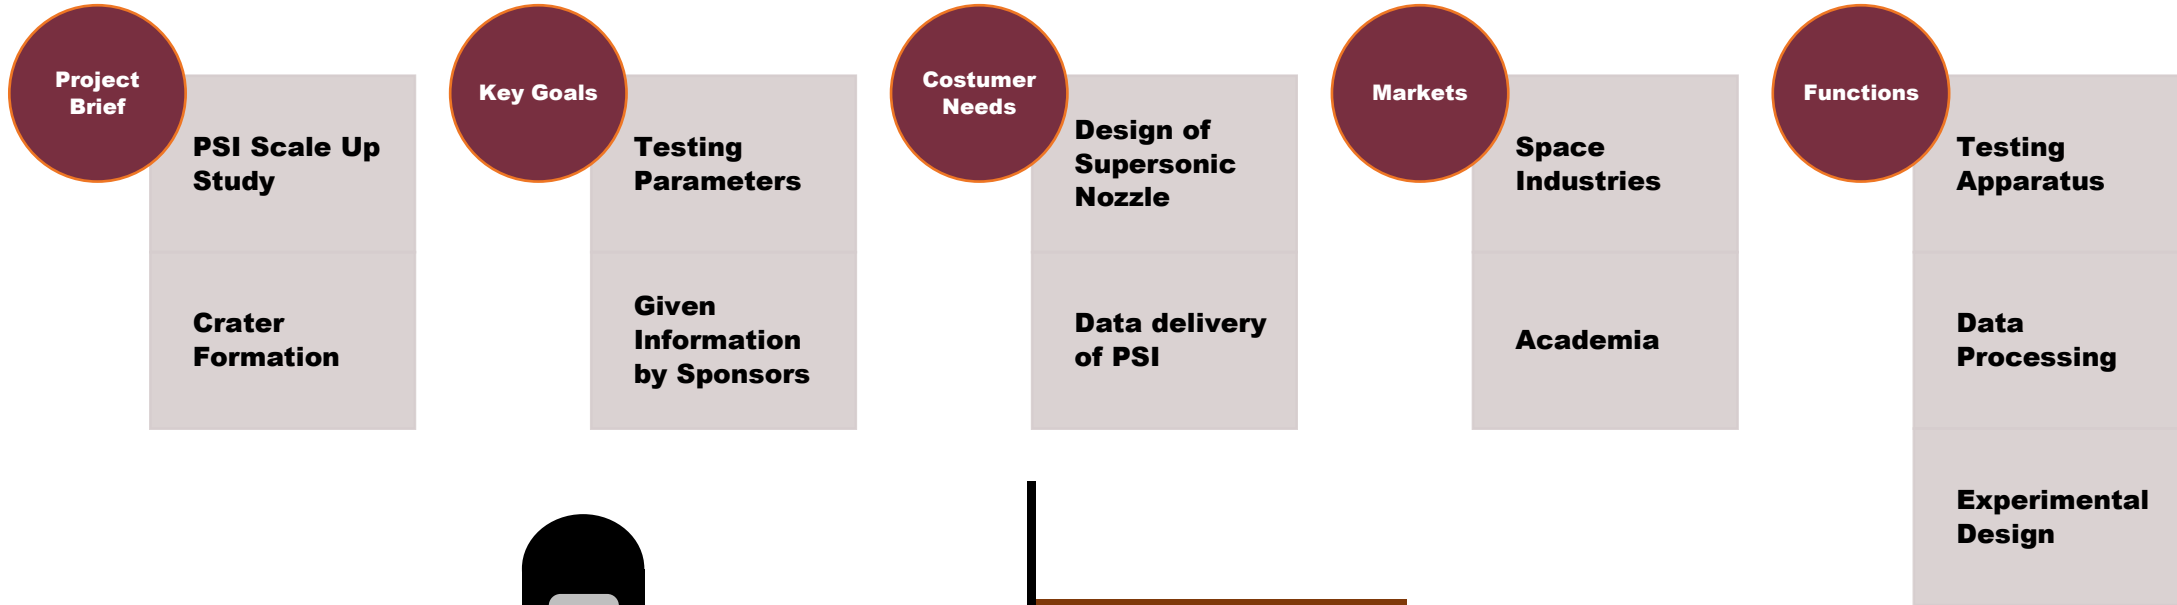 Project
Brief
PSI Scale Up
Study
Crater
Formation
Key Goals
Testing
Parameters
Given
Information
by Sponsors
Costumer
Needs
Design of
Supersonic
Nozzle
Data delivery
of PSI
Markets
Space
Industries
Academia
Functions
Testing
Apparatus
Data
Processing
Experimental
Design